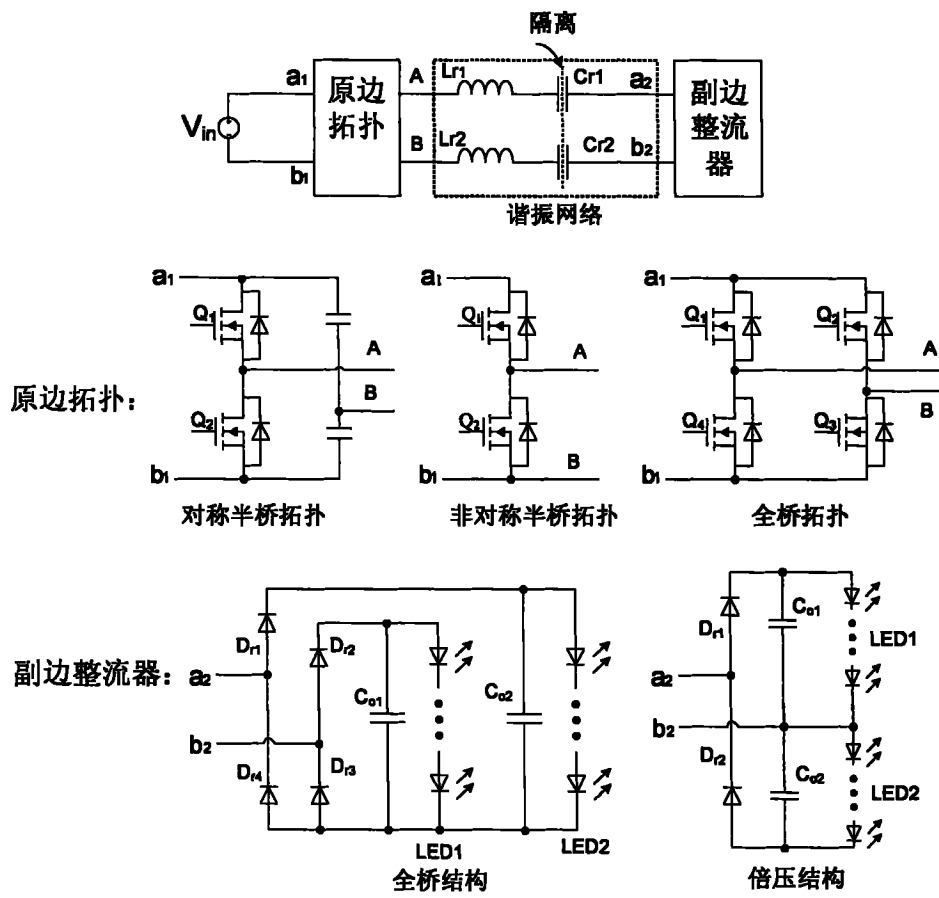 隔离
a1 原边拓扑 A Lr1 Cr1 a2 副边整流器
Vin
b1 B Lr2 Cr2 b2
谐振网络
原边拓扑:
a1 Q1 A B Q2 b1
对称半桥拓扑
a1 Q1 A Q2 B b1
非对称半桥拓扑
a1 Q1 Q2 A B Q4 Q3 b1
全桥拓扑
副边整流器:
Dr1 Dr2 Co1 Co2
a2
b2
Dr4 Dr3
LED1 LED2
全桥结构
Dr1 Co1 LED1
a2
b2
Dr2 Co2 LED2
倍压结构